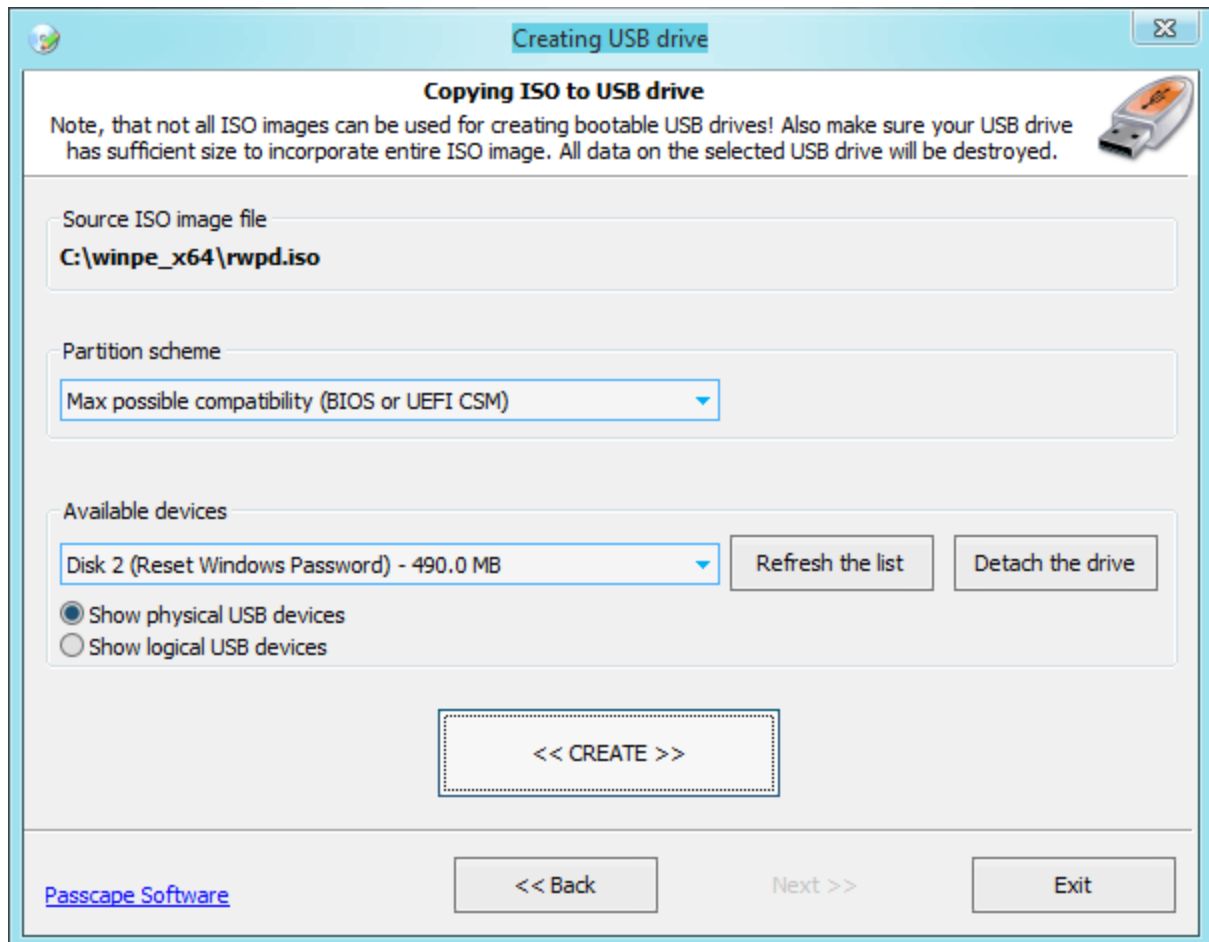 Creating USB drive
Copying ISO to USB drive
Note, that not all ISO images can be used for creating bootable USB drives! Also make sure your USB drive
has sufficient size to incorporate entire ISO image. All data on the selected USB drive will be destroyed.
Source ISO image file
C:\winpe_x64\rwpd.iso
Partition scheme
Max possible compatibility (BIOS or UEFI CSM)
Available devices
Disk 2 (Reset Windows Password) - 490.0 MB
Refresh the list
Detach the drive
Show physical USB devices
Show logical USB devices
<< CREATE >>
Passcape Software
<< Back
Next >>
Exit